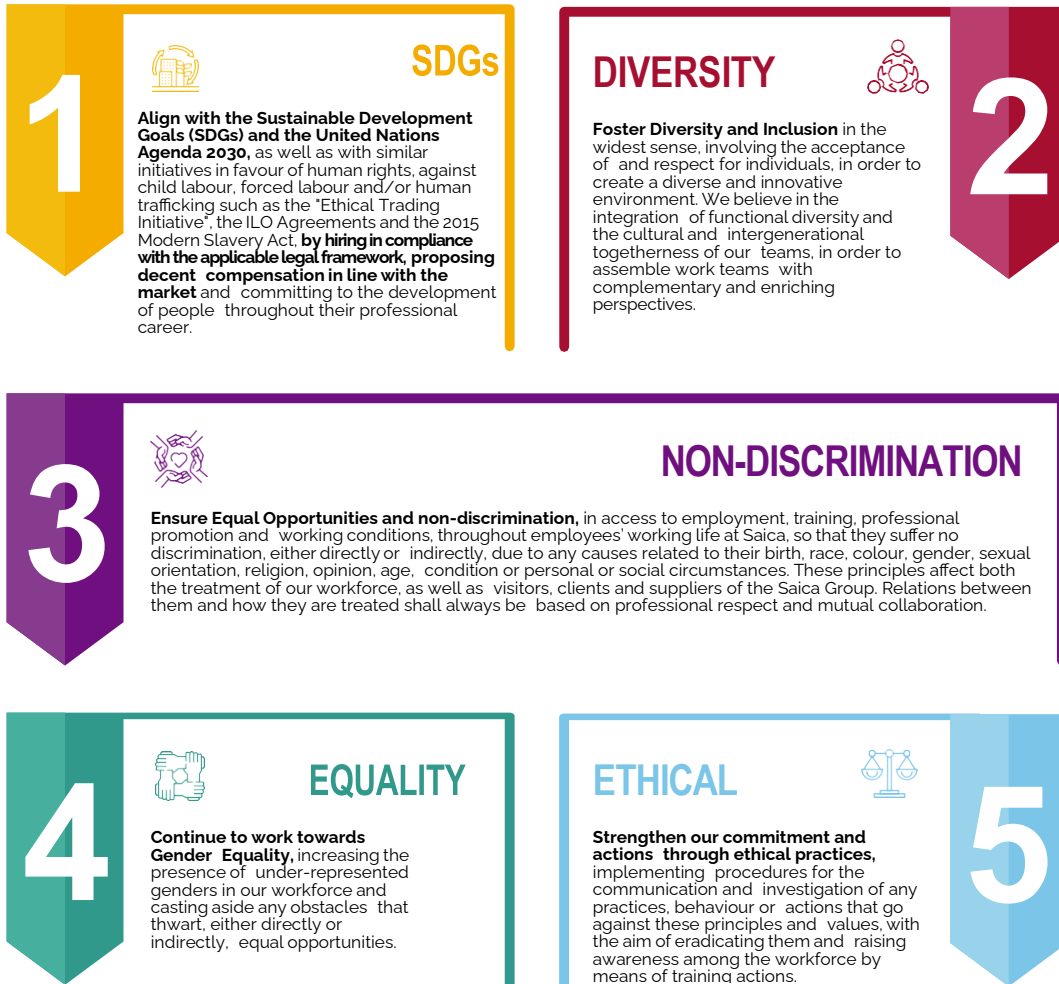 1
SDGs
Align with the Sustainable Development
Goals (SDGs) and the United Nations
Agenda 2030, as well as with similar
initiatives in favour of human rights, against
child labour, forced labour and/or human
trafficking such as the "Ethical Trading
Initiative", the ILO Agreements and the 2015
Modern Slavery Act, by hiring in compliance
with the applicable legal framework, proposing
decent compensation in line with the
market and committing to the development
of people throughout their professional
career.
DIVERSITY
2
Foster Diversity and Inclusion in the
widest sense, involving the acceptance
of and respect for individuals, in order to
create a diverse and innovative
environment. We believe in the
integration of functional diversity and
the cultural and intergenerational
togetherness of our teams, in order to
assemble work teams with
complementary and enriching
perspectives.
3
NON-DISCRIMINATION
Ensure Equal Opportunities and non-discrimination, in access to employment, training, professional
promotion and working conditions, throughout employees' working life at Saica, so that they suffer no
discrimination, either directly or indirectly, due to any causes related to their birth, race, colour, gender, sexual
orientation, religion, opinion, age, condition or personal or social circumstances. These principles affect both
the treatment of our workforce, as well as visitors, clients and suppliers of the Saica Group. Relations between
them and how they are treated shall always be based on professional respect and mutual collaboration.
4
EQUALITY
Continue to work towards
Gender Equality, increasing the
presence of under-represented
genders in our workforce and
casting aside any obstacles that
thwart, either directly or
indirectly, equal opportunities.
ETHICAL
5
Strengthen our commitment and
actions through ethical practices,
implementing procedures for the
communication and investigation of any
practices, behaviour or actions that go
against these principles and values, with
the aim of eradicating them and raising
awareness among the workforce by
means of training actions.